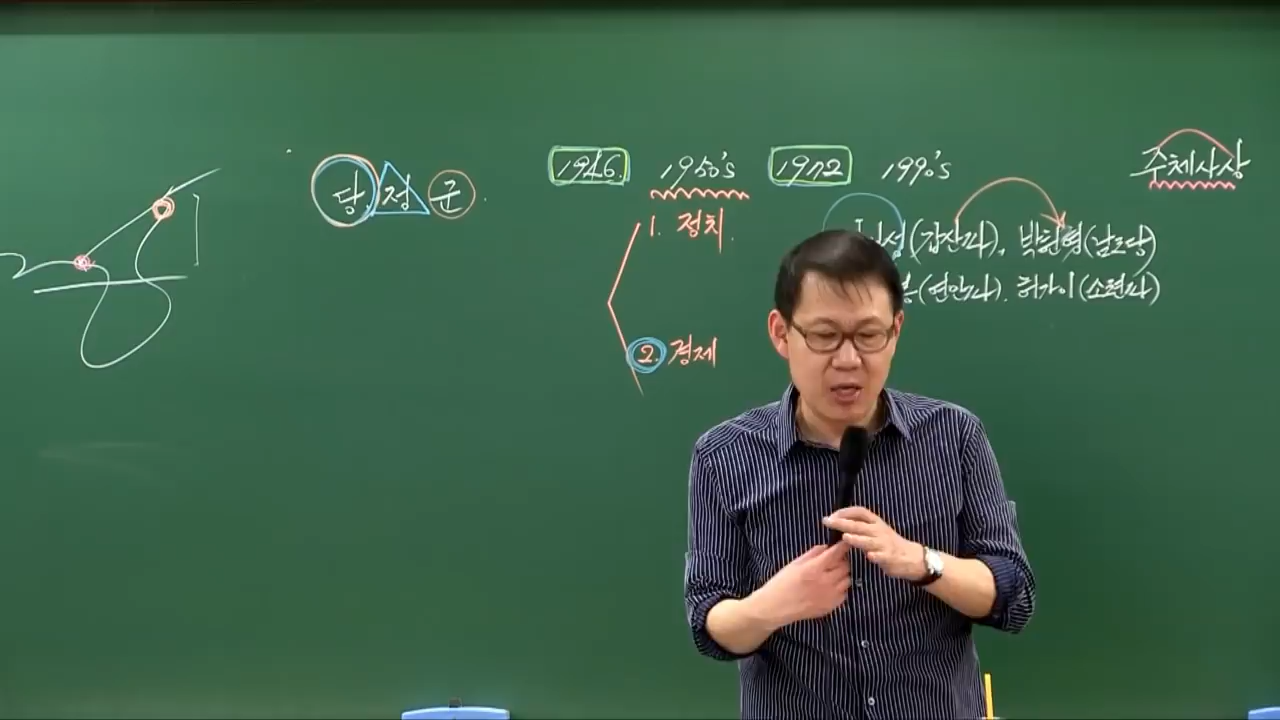 당.정 군.
1946. 1950's 1972 1990's
주체사상
1. 정치.
성(갑산파), 박헌영(남로당)
(연안파). 허가이(소련파)
2. 경제